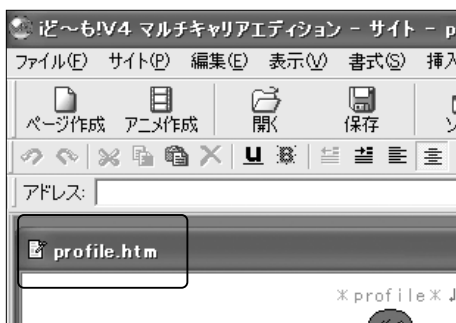 iど～も!V4 マルチキャリアエディション - サイト - p
ファイル(F) サイト(P) 編集(E) 表示(V) 書式(S) 挿入
ページ作成 アニメ作成 開く 保存
アドレス:
profile.htm
*profile*